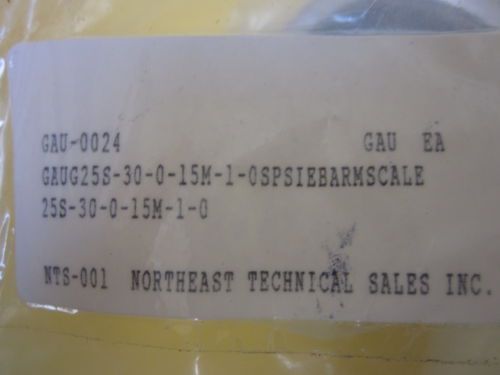 GAU-0024 GAU EA
GAUG25S-30-0-15M-1-0SPSIEBARMSCALE
25S-30-0-15M-1-0
NTS-001 NORTHEAST TECHNICAL SALES INC.